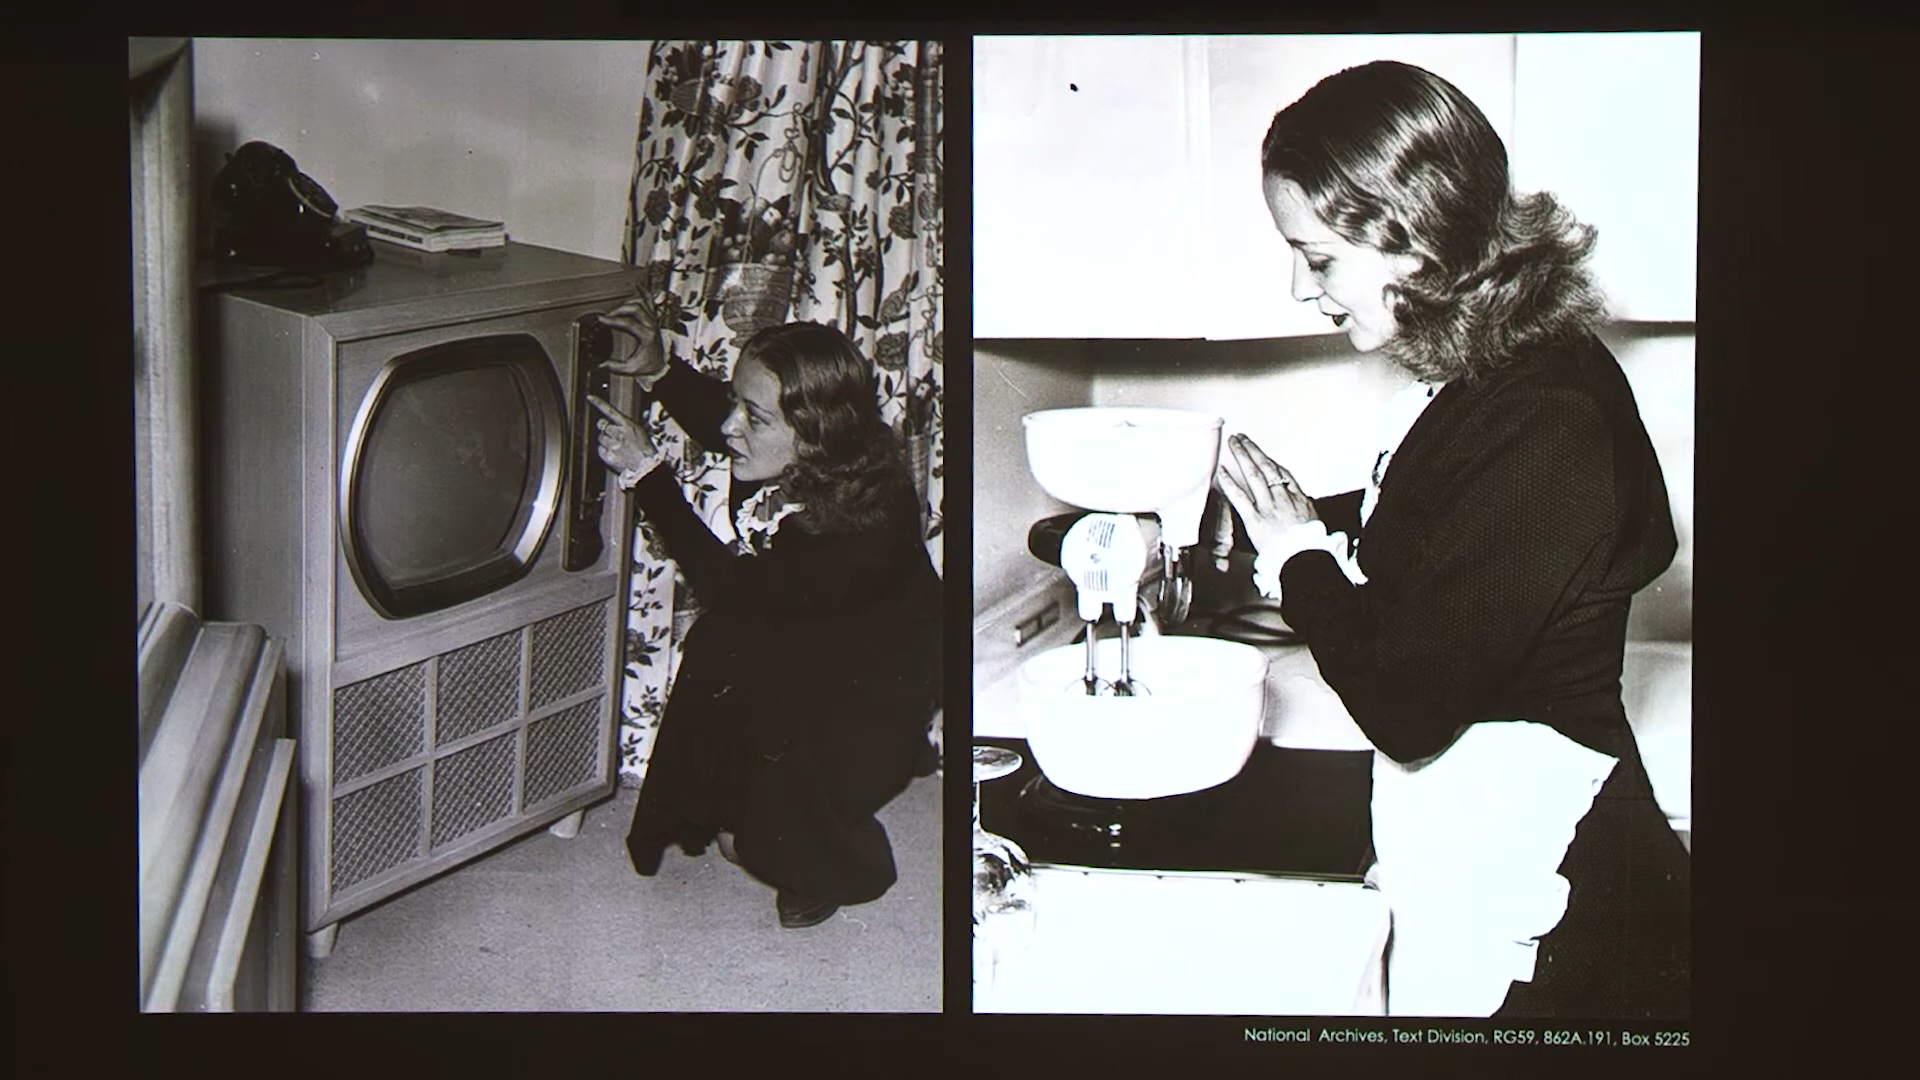 National Archives, Text Division, RG59, 862A.191, Box 5225